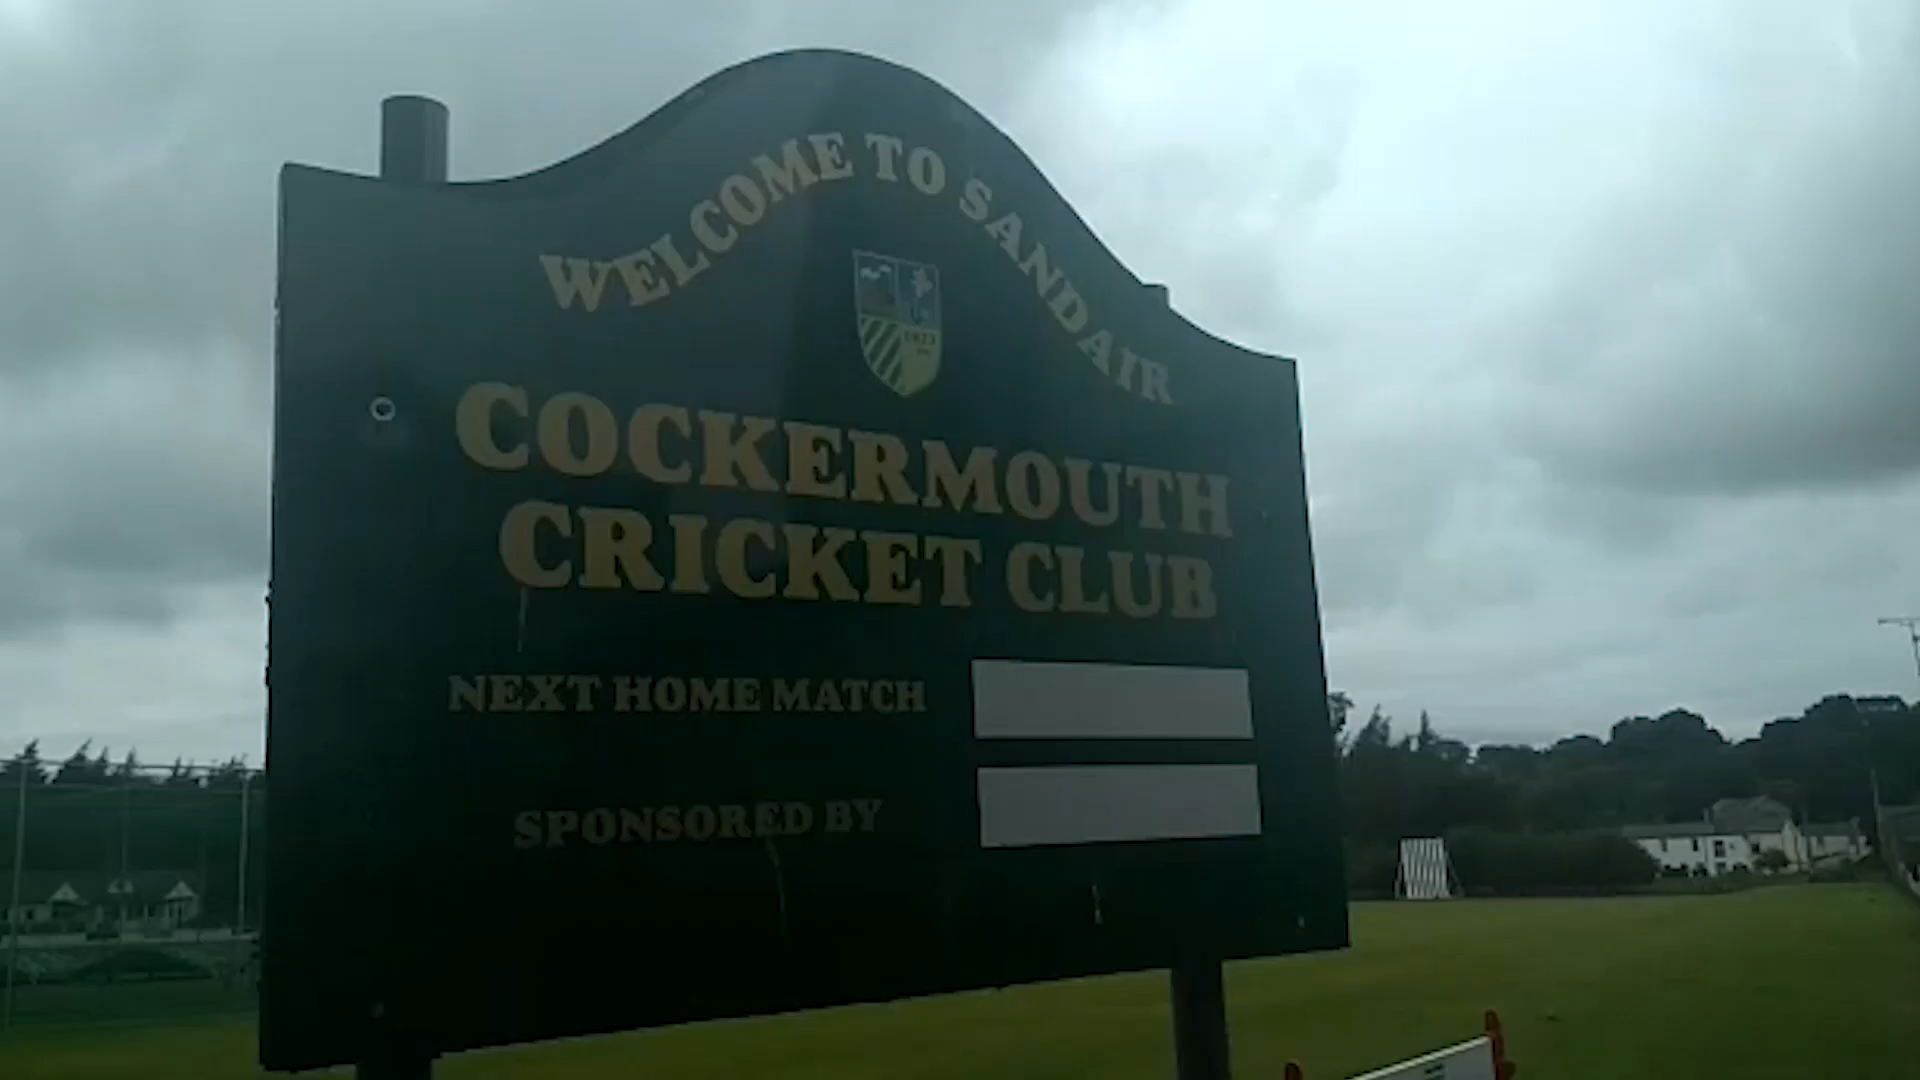 WELCOME TO SANDAIR
COCKERMOUTH
CRICKET CLUB
NEXT HOME MATCH
SPONSORED BY